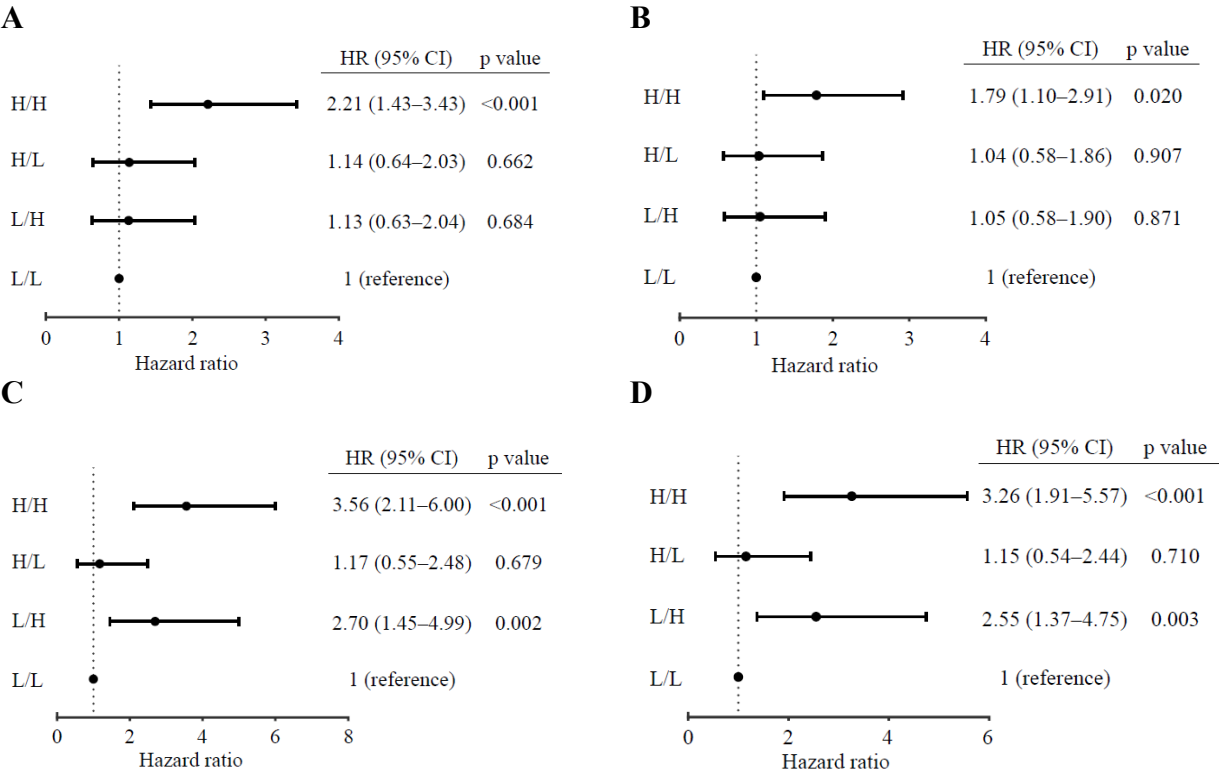 A
HR (95% CI) p value
H/H 2.21 (1.43–3.43) <0.001
H/L 1.14 (0.64–2.03) 0.662
L/H 1.13 (0.63–2.04) 0.684
L/L 1 (reference)
0 1 2 3 4
Hazard ratio
B
HR (95% CI) p value
H/H 1.79 (1.10–2.91) 0.020
H/L 1.04 (0.58–1.86) 0.907
L/H 1.05 (0.58–1.90) 0.871
L/L 1 (reference)
0 1 2 3 4
Hazard ratio
C
HR (95% CI) p value
H/H 3.56 (2.11–6.00) <0.001
H/L 1.17 (0.55–2.48) 0.679
L/H 2.70 (1.45–4.99) 0.002
L/L 1 (reference)
0 2 4 6 8
Hazard ratio
D
HR (95% CI) p value
H/H 3.26 (1.91–5.57) <0.001
H/L 1.15 (0.54–2.44) 0.710
L/H 2.55 (1.37–4.75) 0.003
L/L 1 (reference)
0 2 4 6
Hazard ratio